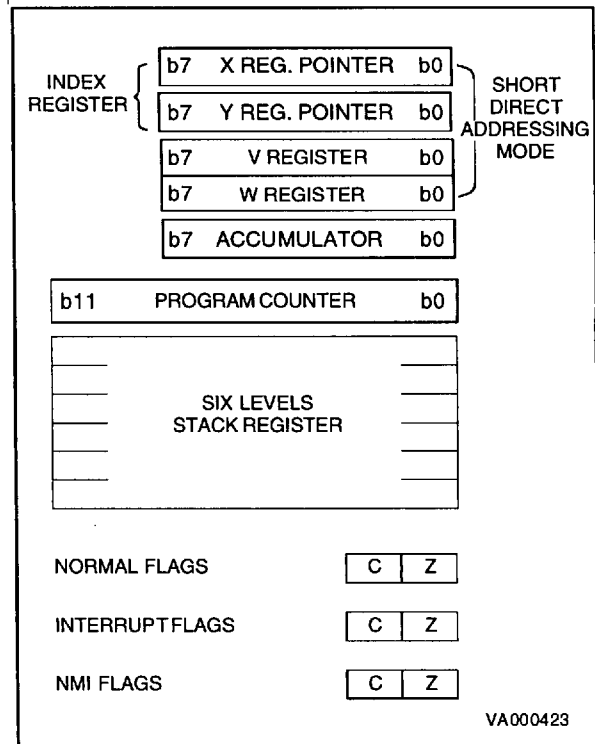 INDEX
REGISTER
b7 X REG. POINTER b0
b7 Y REG. POINTER b0
b7 V REGISTER b0
b7 W REGISTER b0
SHORT
DIRECT
ADDRESSING
MODE
b7 ACCUMULATOR b0
b11 PROGRAM COUNTER b0
SIX LEVELS
STACK REGISTER
NORMAL FLAGS C Z
INTERRUPT FLAGS C Z
NMI FLAGS C Z
VA000423